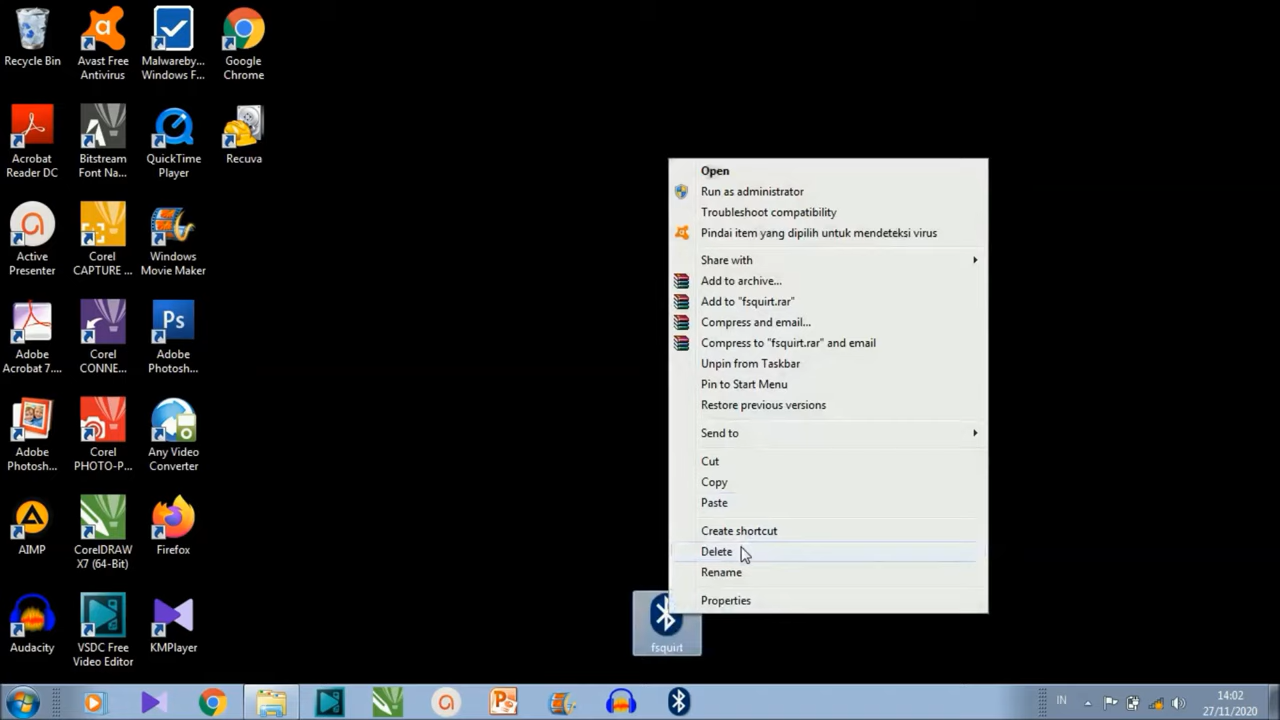 Recycle Bin
Avast Free
Antivirus
Malwareby...
Windows F...
Google
Chrome
Acrobat
Reader DC
Bitstream
Font Na...
QuickTime
Player
Recuva
Active
Presenter
Corel
CAPTURE ...
Windows
Movie Maker
Adobe
Acrobat 7....
Corel
CONNE...
Ps
Adobe
Photosh...
Adobe
Photosh...
Corel
PHOTO-P...
Any Video
Converter
AIMP
CorelDRAW
X7 (64-Bit)
Firefox
Audacity
VSDC Free
Video Editor
KMPlayer
Open
Run as administrator
Troubleshoot compatibility
Pindai item yang dipilih untuk mendeteksi virus
Share with
Add to archive...
Add to "fsquirt.rar"
Compress and email...
Compress to "fsquirt.rar" and email
Unpin from Taskbar
Pin to Start Menu
Restore previous versions
Send to
Cut
Copy
Paste
Create shortcut
Delete
Rename
Properties
fsquirt
IN
14:02
27/11/2020